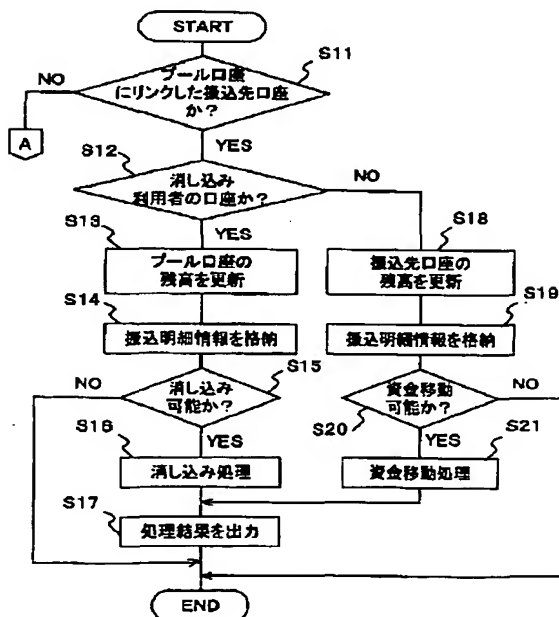 START
S11
NO
プール口座
にリンクした振込先口座
か？
A
YES
S12
消し込み
利用者の口座か？
NO
S13
YES
プール口座の
残高を更新
S18
振込先口座の
残高を更新
S14
振込明細情報を格納
S19
振込明細情報を格納
NO
消し込み
可能か？
S15
資金移動
可能か？
NO
S20
S16
YES
消し込み処理
YES
S21
資金移動処理
S17
処理結果を出力
END